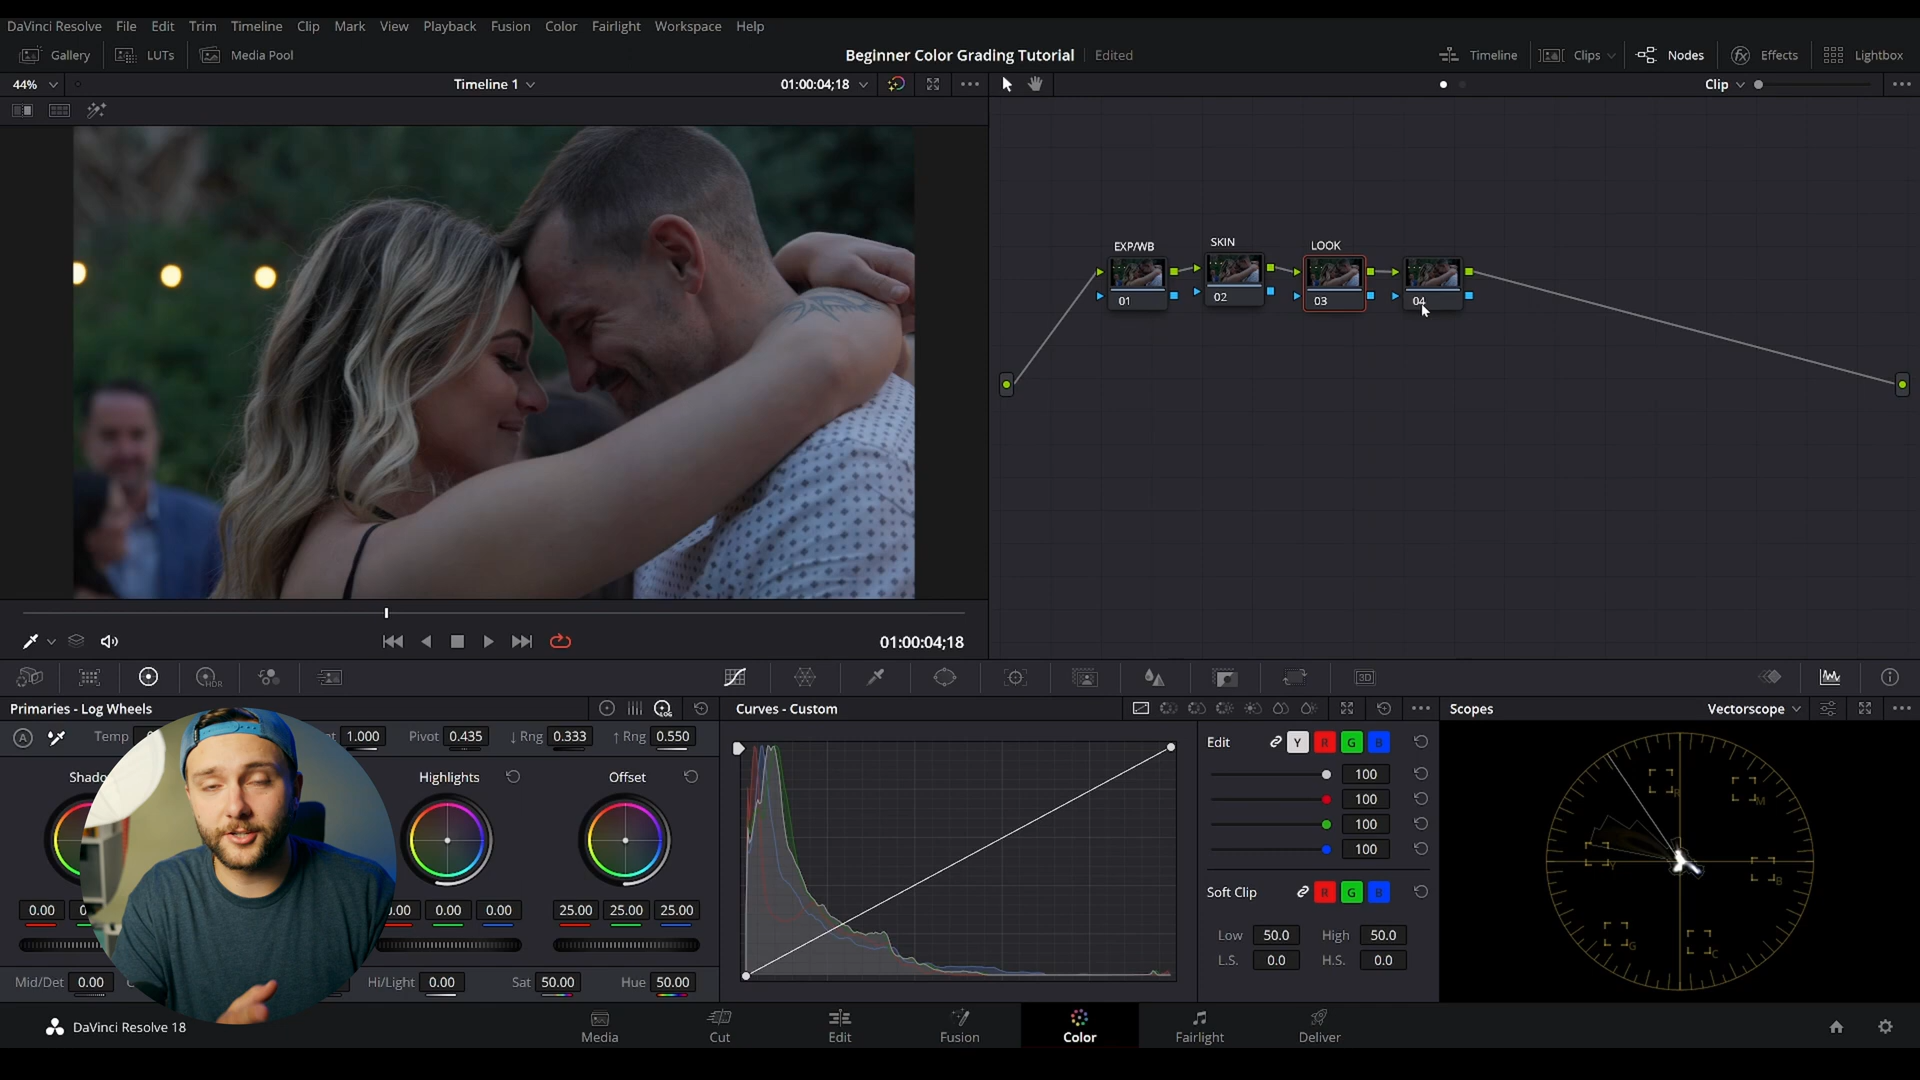 DaVinci Resolve File Edit Trim Timeline Clip Mark View Playback Fusion Color Fairlight Workspace Help
Gallery LUTs Media Pool Beginner Color Grading Tutorial Edited Timeline Clips Nodes Effects Lightbox
44% Timeline 1 01:00:04;18 Clip
EXP/WB SKIN LOOK
01 02 03 04
01:00:04;18
HDR 3D
Primaries - Log Wheels LOG Curves - Custom Scopes Vectorscope
A Temp 1.000 Pivot 0.435 ↓ Rng 0.333 ↑ Rng 0.550 Edit Y R G B
Highlights Offset 100
100
100
100
Soft Clip R G B
0.00 0.00 0.00 25.00 25.00 25.00
Low 50.0 High 50.0
L.S. 0.0 H.S. 0.0
Mid/Det 0.00 Hi/Light 0.00 Sat 50.00 Hue 50.00
R M Y B G C
DaVinci Resolve 18 Media Cut Edit Fusion Color Fairlight Deliver